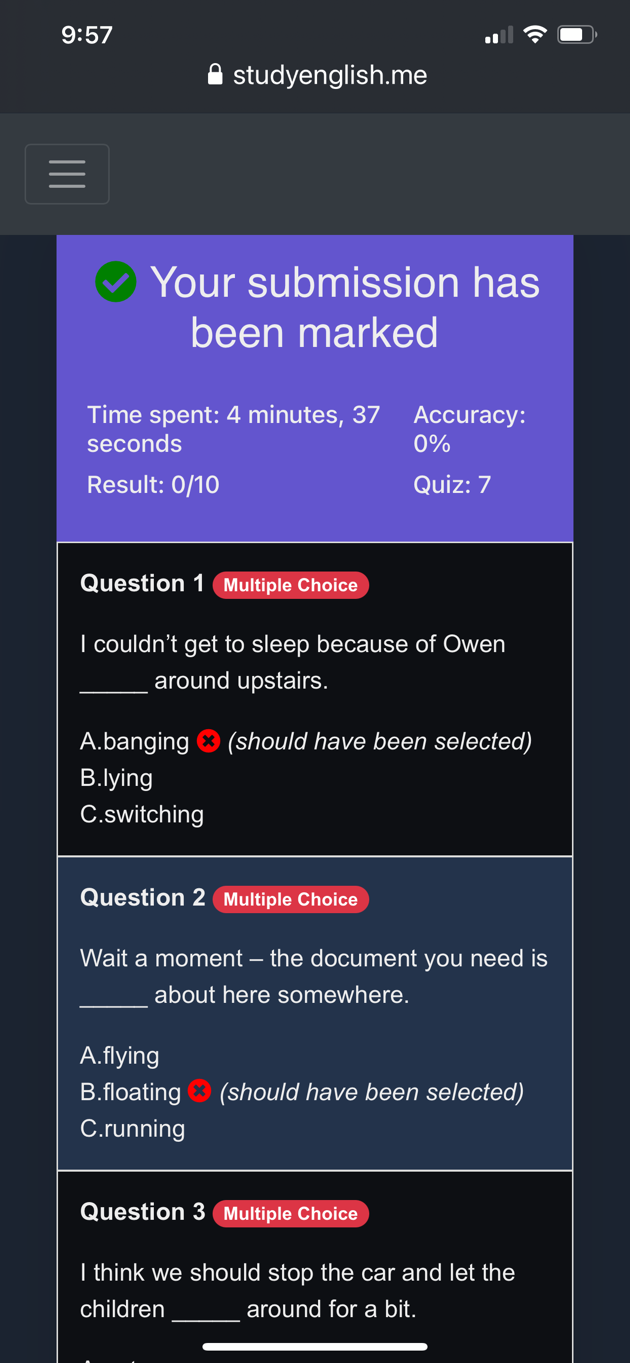 9:57
studyenglish.me
Your submission has
been marked
Time spent: 4 minutes, 37
seconds
Accuracy:
0%
Result: 0/10
Quiz: 7
Question 1 Multiple Choice
I couldn’t get to sleep because of Owen
_____ around upstairs.
A.banging (should have been selected)
B.lying
C.switching
Question 2 Multiple Choice
Wait a moment – the document you need is
_____ about here somewhere.
A.flying
B.floating (should have been selected)
C.running
Question 3 Multiple Choice
I think we should stop the car and let the
children _____ around for a bit.